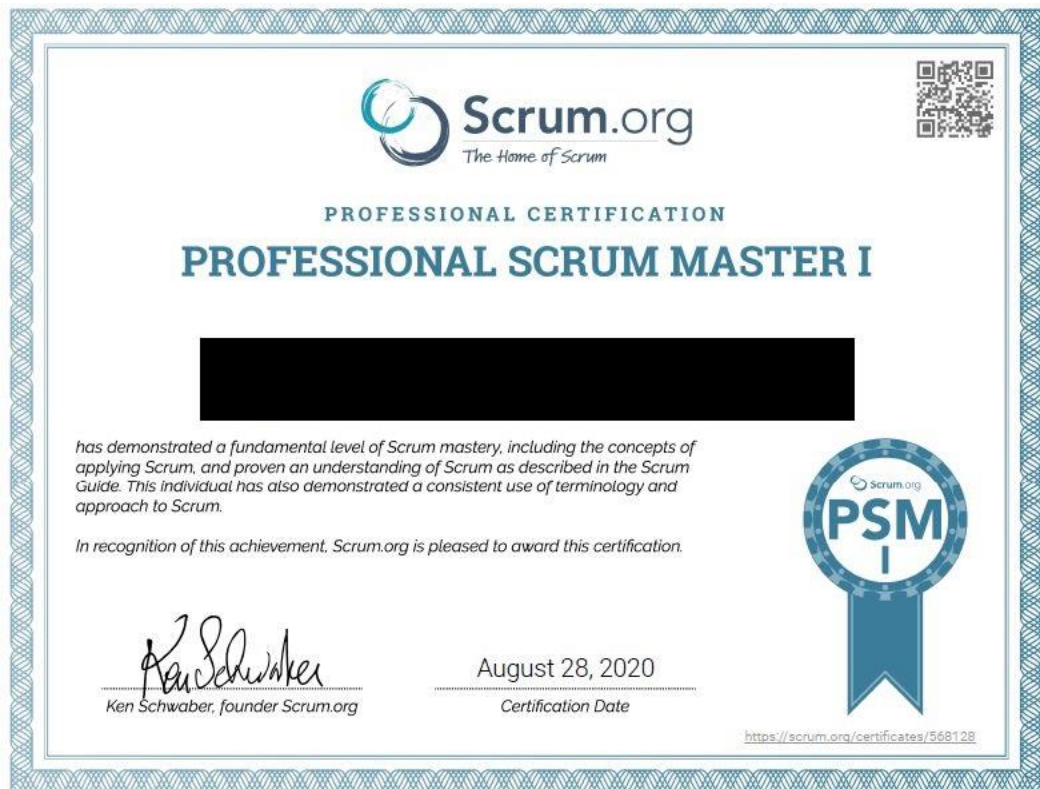 Scrum.org
The Home of Scrum
PROFESSIONAL CERTIFICATION
PROFESSIONAL SCRUM MASTER I
has demonstrated a fundamental level of Scrum mastery, including the concepts of
applying Scrum, and proven an understanding of Scrum as described in the Scrum
Guide. This individual has also demonstrated a consistent use of terminology and
approach to Scrum.
In recognition of this achievement, Scrum.org is pleased to award this certification.
Scrum.org
PSM
I
Ken Schwaber
August 28, 2020
Ken Schwaber, founder Scrum.org
Certification Date
https://scrum.org/certificates/568128